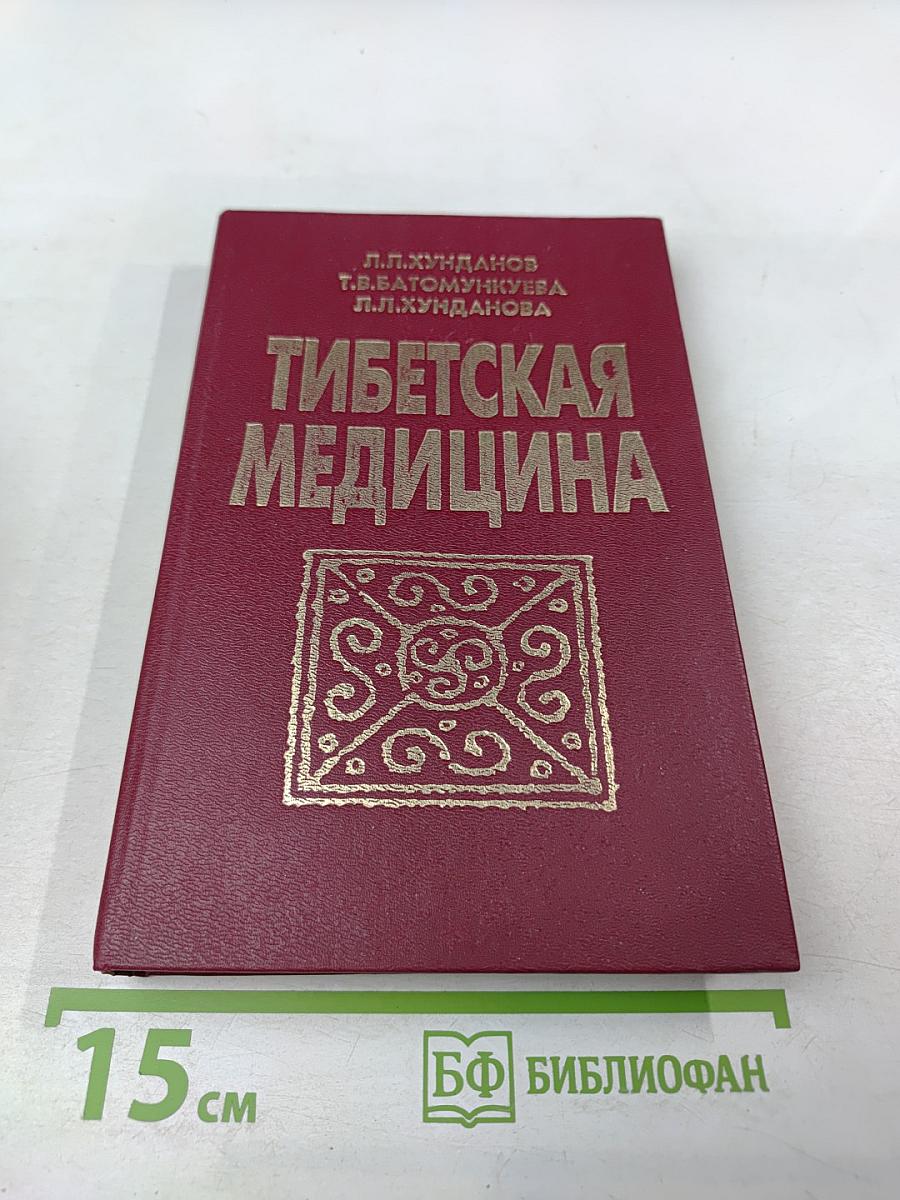 Л.Л.ХУНДАНОВ
Т.В.БАТОМУНКУЕВА
Л.Л.ХУНДАНОВА
ТИБЕТСКАЯ
МЕДИЦИНА
15 см
БФ БИБЛИОФАН